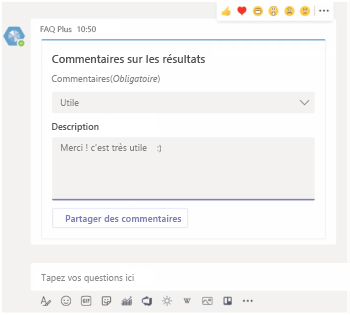 FAQ Plus 10:50
Commentaires sur les résultats
Commentaires(Obligatoire)
Utile
Description
Merci ! c'est très utile :)
Partager des commentaires
Tapez vos questions ici
GIF
W